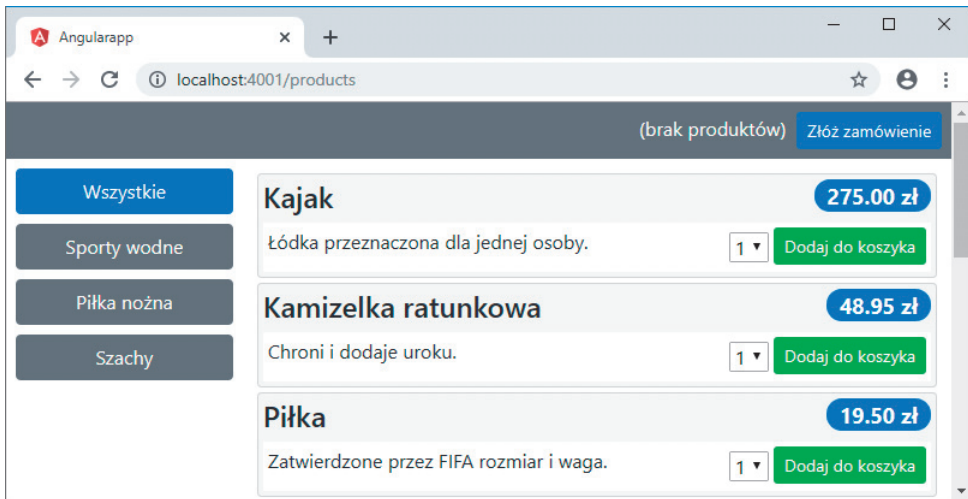 Angularapp
localhost:4001/products
(brak produktów) Złóż zamówienie
Wszystkie
Sporty wodne
Piłka nożna
Szachy
Kajak 275.00 zł
Łódka przeznaczona dla jednej osoby. 1 Dodaj do koszyka
Kamizelka ratunkowa 48.95 zł
Chroni i dodaje uroku. 1 Dodaj do koszyka
Piłka 19.50 zł
Zatwierdzone przez FIFA rozmiar i waga. 1 Dodaj do koszyka